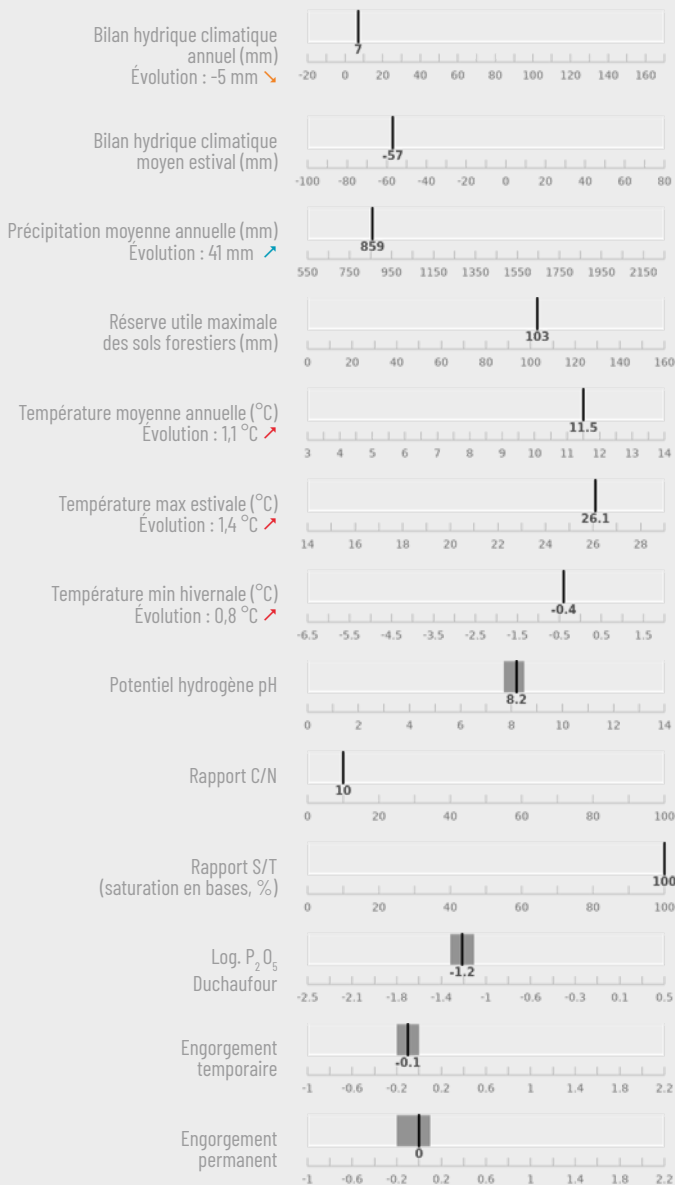 Bilan hydrique climatique
annuel (mm)
Évolution : -5 mm ↘
7
-20 0 20 40 60 80 100 120 140 160
Bilan hydrique climatique
moyen estival (mm)
-57
-100 -80 -60 -40 -20 0 20 40 60 80
Précipitation moyenne annuelle (mm)
Évolution : 41 mm ↗
859
550 750 950 1150 1350 1550 1750 1950 2150
Réserve utile maximale
des sols forestiers (mm)
103
0 20 40 60 80 100 120 140 160
Température moyenne annuelle (°C)
Évolution : 1,1 °C ↗
11.5
3 4 5 6 7 8 9 10 11 12 13 14
Température max estivale (°C)
Évolution : 1,4 °C ↗
26.1
14 16 18 20 22 24 26 28
Température min hivernale (°C)
Évolution : 0,8 °C ↗
-0.4
-6.5 -5.5 -4.5 -3.5 -2.5 -1.5 -0.5 0.5 1.5
Potentiel hydrogène pH
8.2
0 2 4 6 8 10 12 14
Rapport C/N
10
0 20 40 60 80 100
Rapport S/T
(saturation en bases, %)
100
0 20 40 60 80 100
Log. P₂O₅
Duchaufour
-1.2
-2.5 -2.1 -1.8 -1.4 -1 -0.6 -0.3 0.1 0.5
Engorgement
temporaire
-0.1
-1 -0.6 -0.2 0.2 0.6 1 1.4 1.8 2.2
Engorgement
permanent
0
-1 -0.6 -0.2 0.2 0.6 1 1.4 1.8 2.2